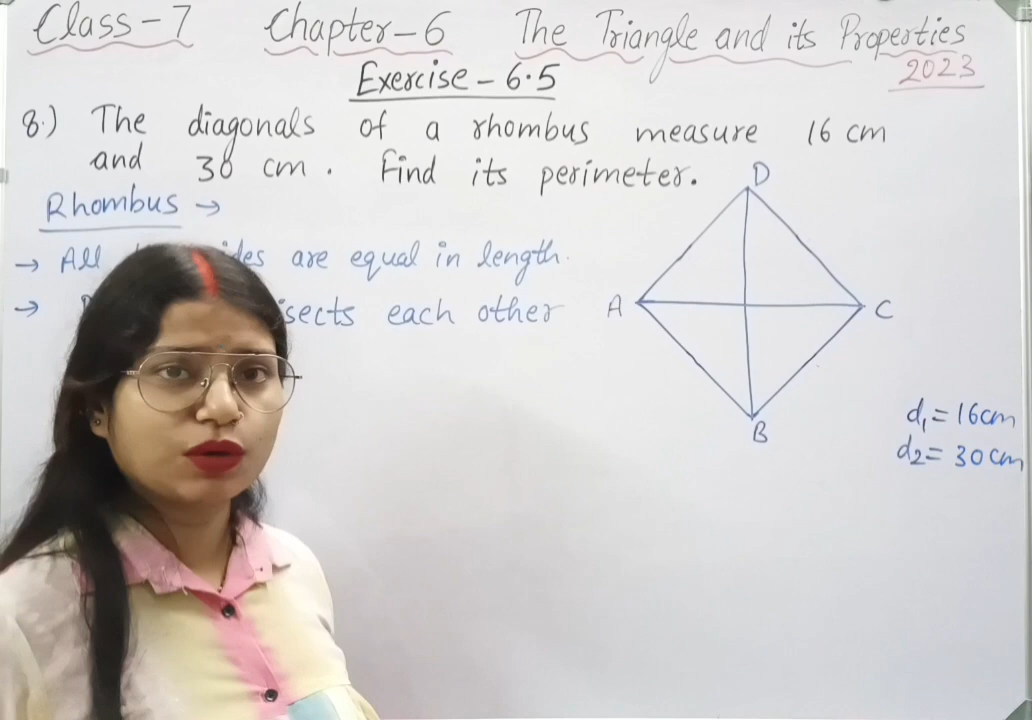 Class-7 Chapter-6 The Triangle and its Properties
2023
Exercise-6.5
8.) The diagonals of a rhombus measure 16 cm
and 30 cm. Find its perimeter.
Rhombus →
→ All are equal in length.
→ each other
D
A
C
B
d₁= 16cm
d₂= 30cm